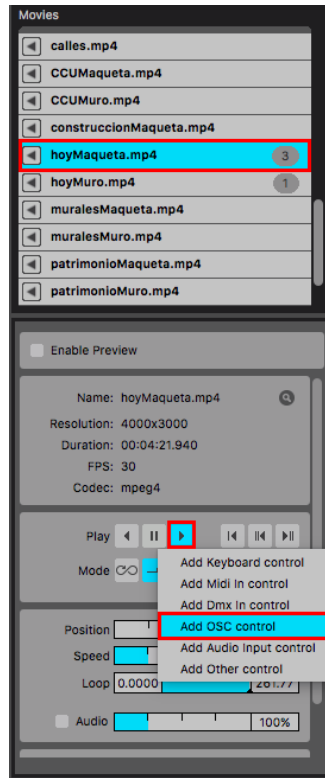 Movies
calles.mp4
CCUMaqueta.mp4
CCUMuro.mp4
construccionMaqueta.mp4
hoyMaqueta.mp4 3
hoyMuro.mp4 1
muralesMaqueta.mp4
muralesMuro.mp4
patrimonioMaqueta.mp4
patrimonioMuro.mp4
Enable Preview
Name: hoyMaqueta.mp4
Resolution: 4000x3000
Duration: 00:04:21.940
FPS: 30
Codec: mpeg4
Play
Mode
Add Keyboard control
Add Midi In control
Add Dmx In control
Add OSC control
Add Audio Input control
Add Other control
Position
Speed
Loop 0.0000 261.77
Audio 100%